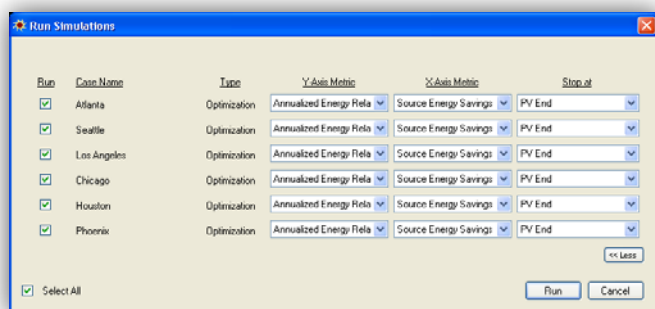 Run Simulations
Run Case Name Type Y-Axis Metric X-Axis Metric Stop at
Atlanta Optimization Annualized Energy Rela Source Energy Savings PV End
Seattle Optimization Annualized Energy Rela Source Energy Savings PV End
Los Angeles Optimization Annualized Energy Rela Source Energy Savings PV End
Chicago Optimization Annualized Energy Rela Source Energy Savings PV End
Houston Optimization Annualized Energy Rela Source Energy Savings PV End
Phoenix Optimization Annualized Energy Rela Source Energy Savings PV End
<< Less
Select All Run Cancel